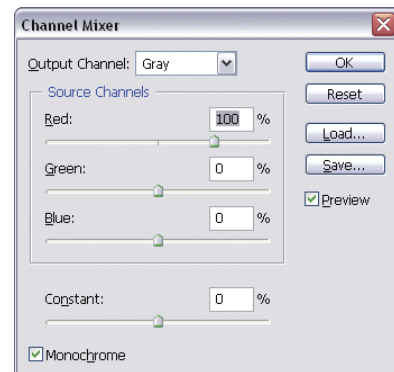 Channel Mixer
Output Channel: Gray
OK
Source Channels
Reset
Red: 100 %
Load...
Green: 0 %
Save...
Preview
Blue: 0 %
Constant: 0 %
Monochrome